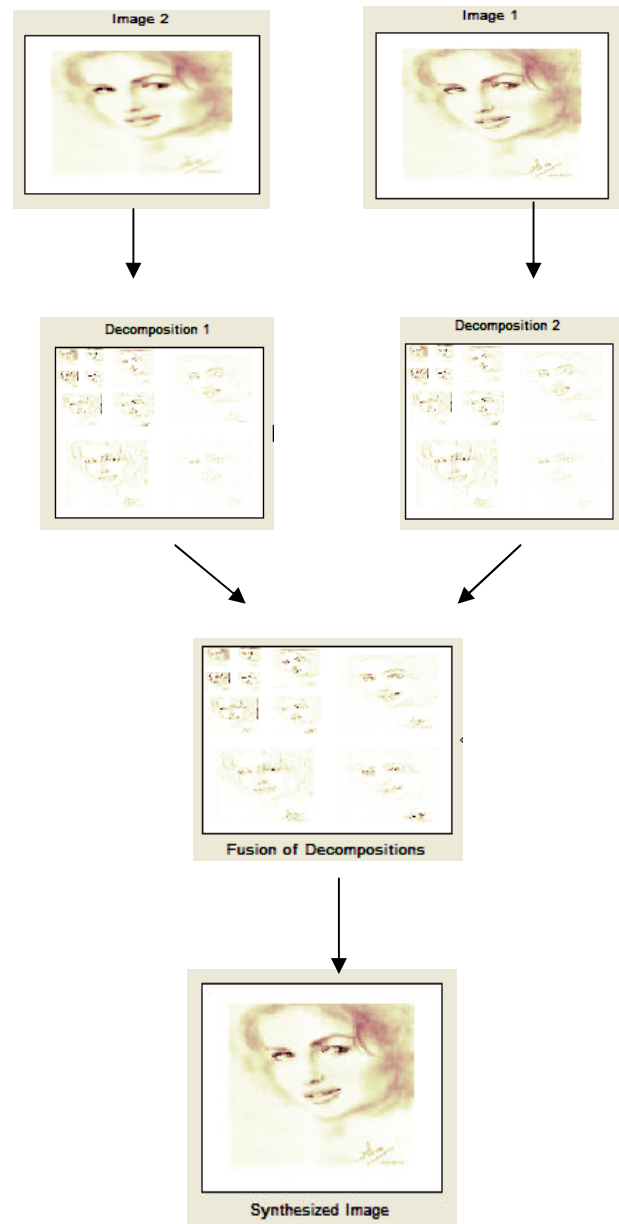 Image 2
Image 1
Decomposition 1
Decomposition 2
Fusion of Decompositions
Synthesized Image